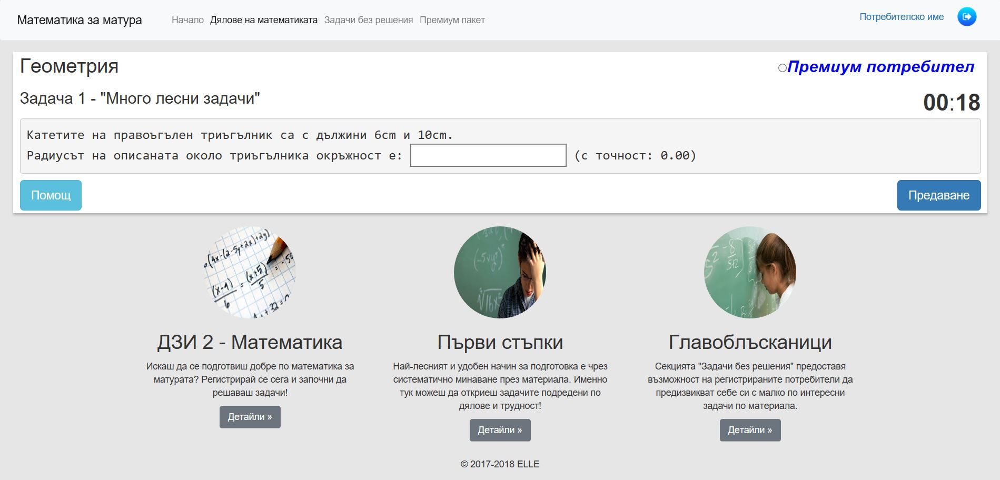 Математика за матура
Начало Дялове на математиката Задачи без решения Премиум пакет
Потребителско име
Геометрия
Премиум потребител
Задача 1 - "Много лесни задачи"
00:18
Катетите на правоъгълен триъгълник са с дължини 6cm и 10cm.
Радиусът на описаната около триъгълника окръжност е: (с точност: 0.00)
Помощ
Предаване
ДЗИ 2 - Математика
Искаш да се подготвиш добре по математика за
матурата? Регистрирай се сега и започни да
решаваш задачи!
Детайли »
Първи стъпки
Най-лесният и удобен начин за подготовка е чрез
систематично минаване през материала. Именно
тук можеш да откриеш задачите подредени по
дялове и трудност!
Детайли »
Главоблъсканици
Секцията "Задачи без решения" предоставя
възможност на регистрираните потребители да
предизвикват себе си с малко по интересни
задачи по материала.
Детайли »
© 2017-2018 ELLE